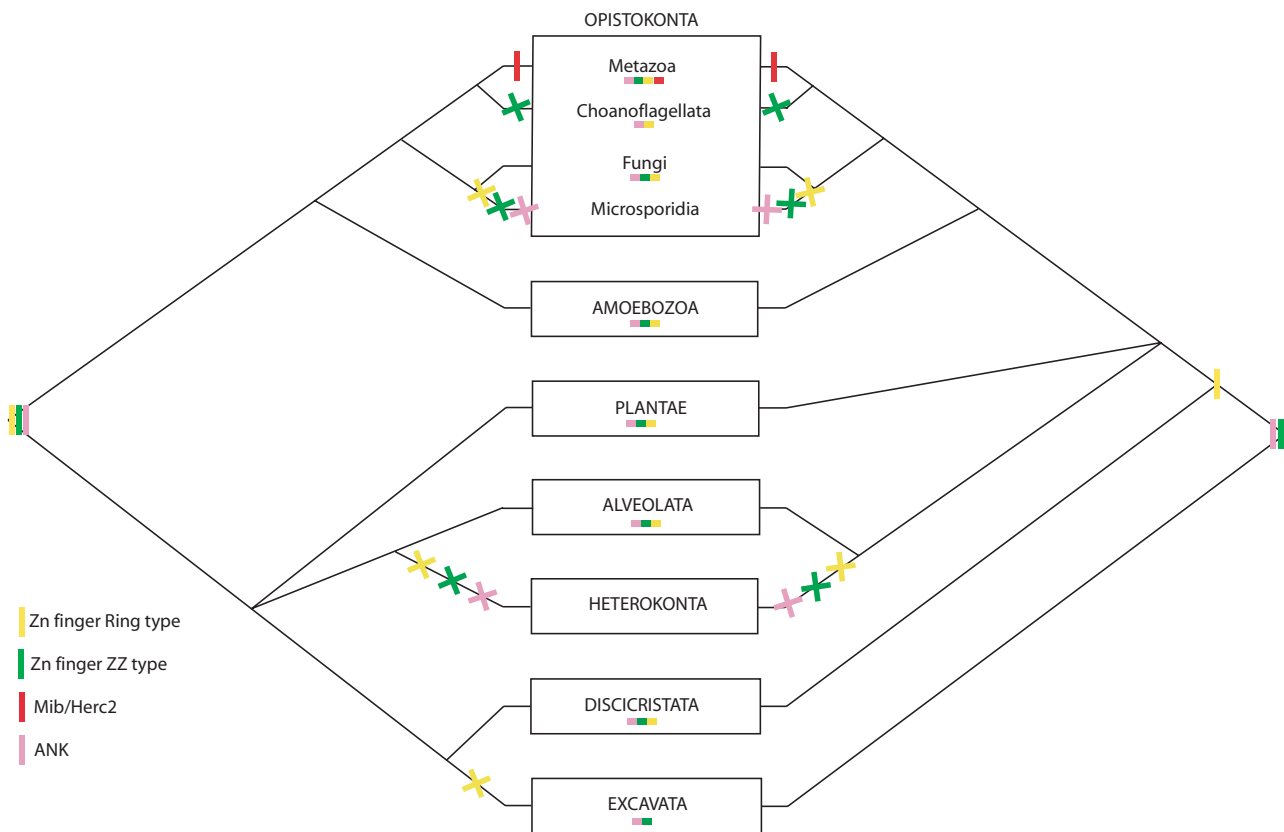 OPISTOKONTA
Metazoa
Choanoflagellata
Fungi
Microsporidia
AMOEBOZOA
PLANTAE
ALVEOLATA
HETEROKONTA
DISCICRISTATA
EXCAVATA
Zn finger Ring type
Zn finger ZZ type
Mib/Herc2
ANK